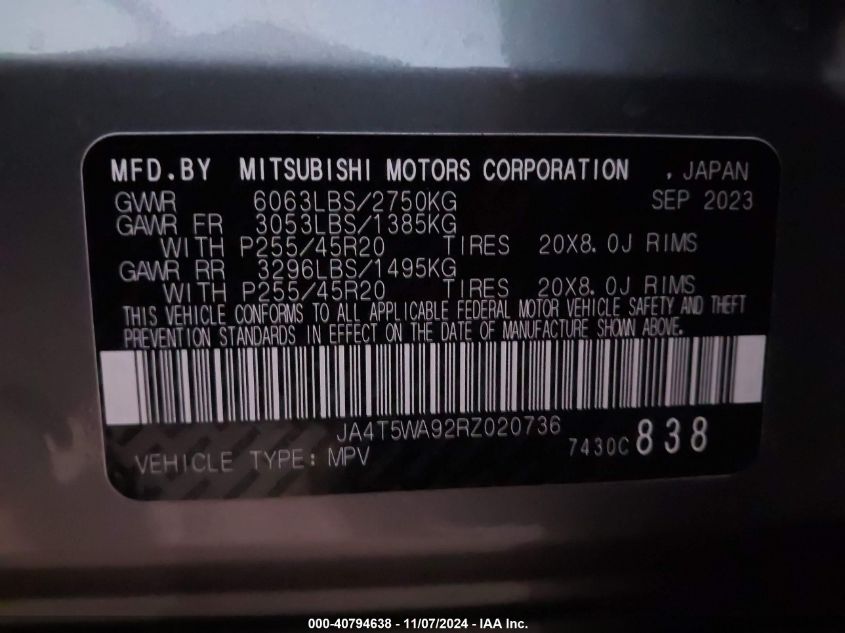 MFD.BY MITSUBISHI MOTORS CORPORATION , JAPAN
GVWR 6063LBS/2750KG SEP 2023
GAWR FR 3053LBS/1385KG
WITH P255/45R20 TIRES 20X8.0J RIMS
GAWR RR 3296LBS/1495KG
WITH P255/45R20 TIRES 20X8.0J RIMS
THIS VEHICLE CONFORMS TO ALL APPLICABLE FEDERAL MOTOR VEHICLE SAFETY AND THEFT
PREVENTION STANDARDS IN EFFECT ON THE DATE OF MANUFACTURE SHOWN ABOVE.
JA4T5WA92RZ020736
VEHICLE TYPE: MPV 7430C 838
000-40794638 - 11/07/2024 - IAA Inc.